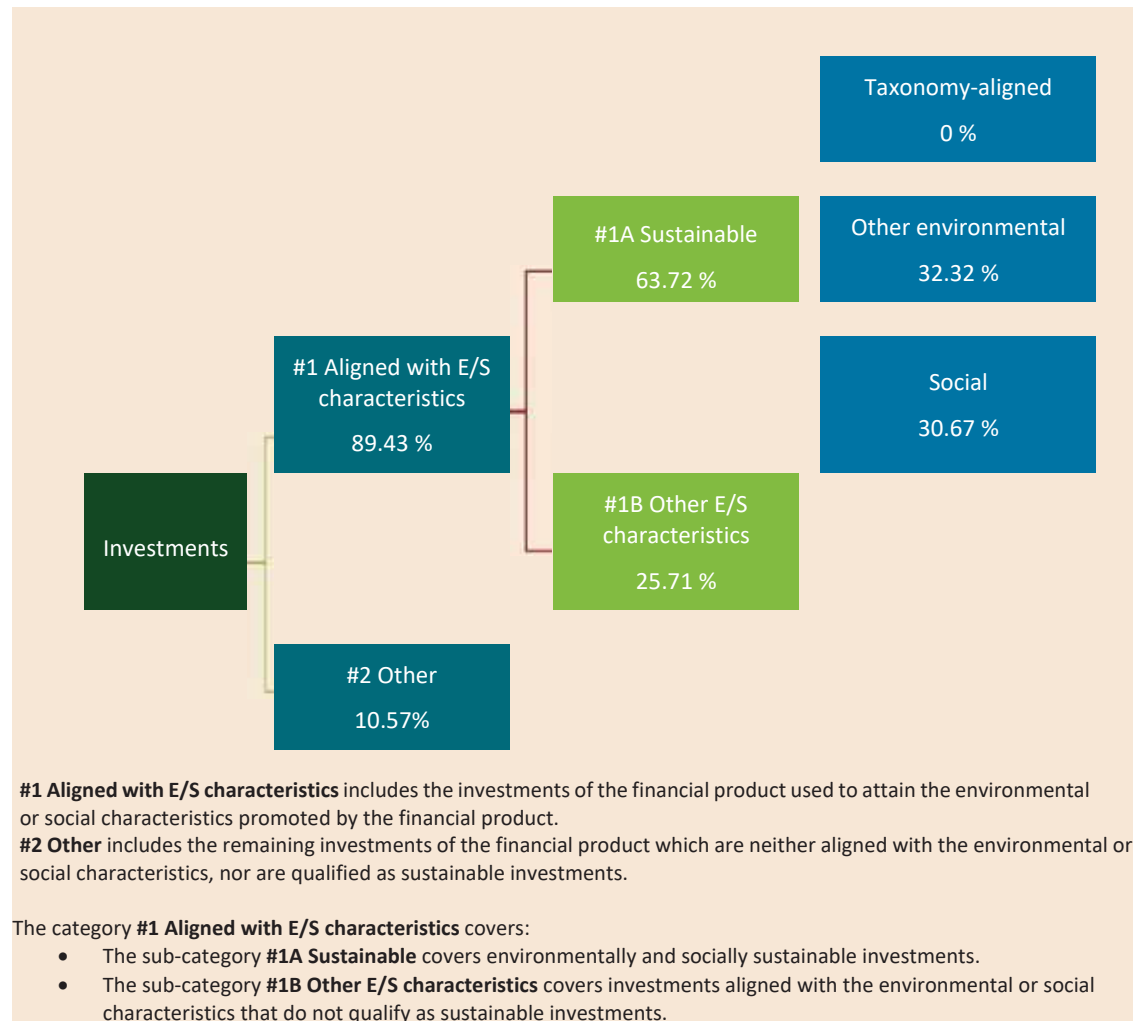 Taxonomy-aligned
0 %
#1A Sustainable
63.72 %
Other environmental
32.32 %
#1 Aligned with E/S
characteristics
89.43 %
Social
30.67 %
Investments
#1B Other E/S
characteristics
25.71 %
#2 Other
10.57%
#1 Aligned with E/S characteristics includes the investments of the financial product used to attain the environmental
or social characteristics promoted by the financial product.
#2 Other includes the remaining investments of the financial product which are neither aligned with the environmental or
social characteristics, nor are qualified as sustainable investments.
The category #1 Aligned with E/S characteristics covers:
• The sub-category #1A Sustainable covers environmentally and socially sustainable investments.
• The sub-category #1B Other E/S characteristics covers investments aligned with the environmental or social
characteristics that do not qualify as sustainable investments.